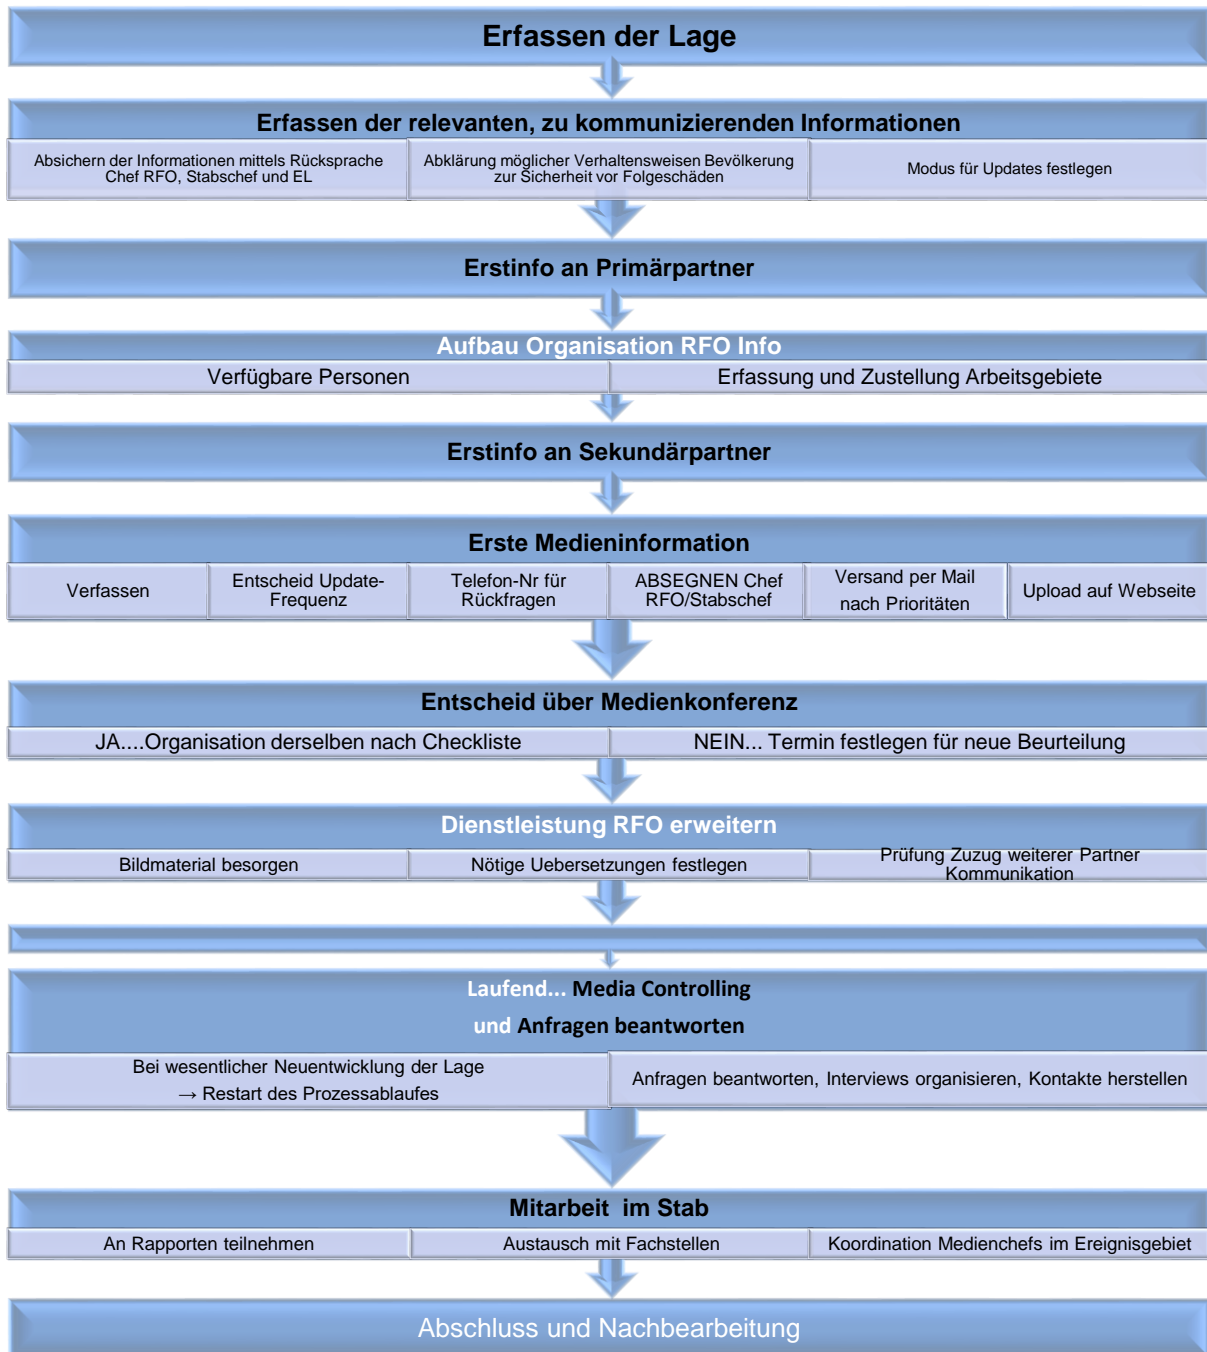 Erfassen der Lage
Erfassen der relevanten, zu kommunizierenden Informationen
Absichern der Informationen mittels Rücksprache
Chef RFO, Stabschef und EL
Abklärung möglicher Verhaltensweisen Bevölkerung
zur Sicherheit vor Folgeschäden
Modus für Updates festlegen
Erstinfo an Primärpartner
Aufbau Organisation RFO Info
Verfügbare Personen
Erfassung und Zustellung Arbeitsgebiete
Erstinfo an Sekundärpartner
Erste Medieninformation
Verfassen
Entscheid Update-
Frequenz
Telefon-Nr für
Rückfragen
ABSEGNEN Chef
RFO/Stabschef
Versand per Mail
nach Prioritäten
Upload auf Webseite
Entscheid über Medienkonferenz
JA....Organisation derselben nach Checkliste
NEIN... Termin festlegen für neue Beurteilung
Dienstleistung RFO erweitern
Bildmaterial besorgen
Nötige Uebersetzungen festlegen
Prüfung Zuzug weiterer Partner
Kommunikation
Laufend... Media Controlling
und Anfragen beantworten
Bei wesentlicher Neuentwicklung der Lage
→ Restart des Prozessablaufes
Anfragen beantworten, Interviews organisieren, Kontakte herstellen
Mitarbeit im Stab
An Rapporten teilnehmen
Austausch mit Fachstellen
Koordination Medienchefs im Ereignisgebiet
Abschluss und Nachbearbeitung